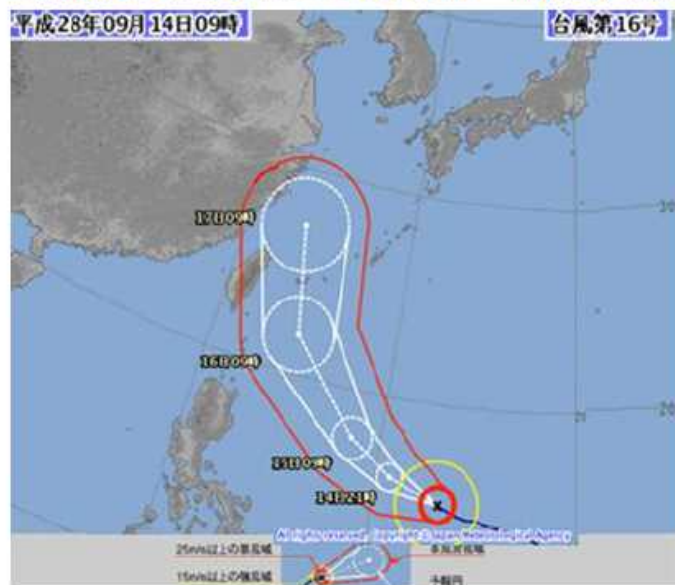 平成28年09月14日09時
台風第16号
17日09時
30
16日09時
20
15日09時
14日21時
All rights reserved. Copyright © Japan Meteorological Agency
25m/s以上の暴風域
暴風警戒域
15m/s以上の強風域
予報円